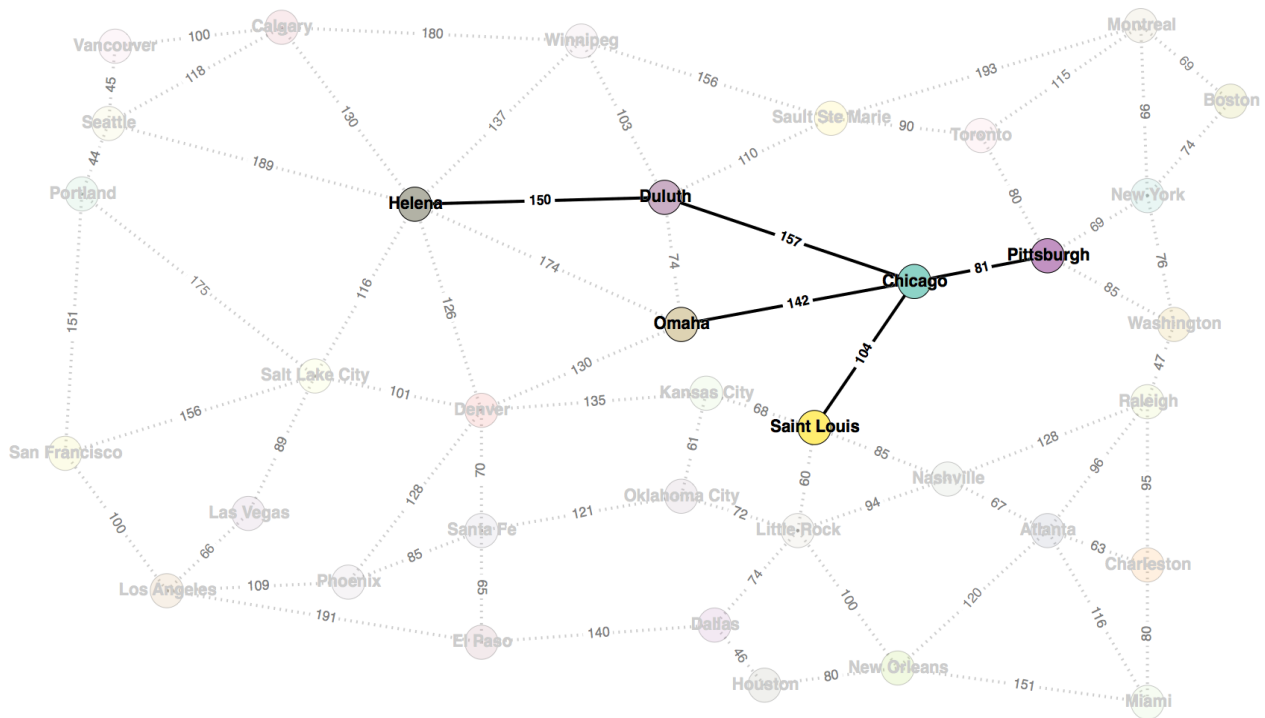 Vancouver
100
Calgary
180
Winnipeg
Montreal
118
45
156
193
115
69
Seattle
130
137
103
Sault Ste Marie
90
Toronto
66
Boston
44
189
110
74
Portland
Helena
150
Duluth
80
New York
69
175
116
126
174
74
157
Chicago
81
Pittsburgh
85
76
151
Omaha
142
Washington
104
47
Salt Lake City
101
130
Denver
135
Kansas City
68
Saint Louis
Raleigh
156
89
61
85
128
San Francisco
70
Nashville
96
95
100
Las Vegas
128
Santa Fe
121
Oklahoma City
72
60
Little Rock
94
67
Atlanta
63
Charleston
66
Los Angeles
109
Phoenix
85
65
74
100
120
116
80
191
El Paso
140
Dallas
46
Houston
80
New Orleans
151
Miami